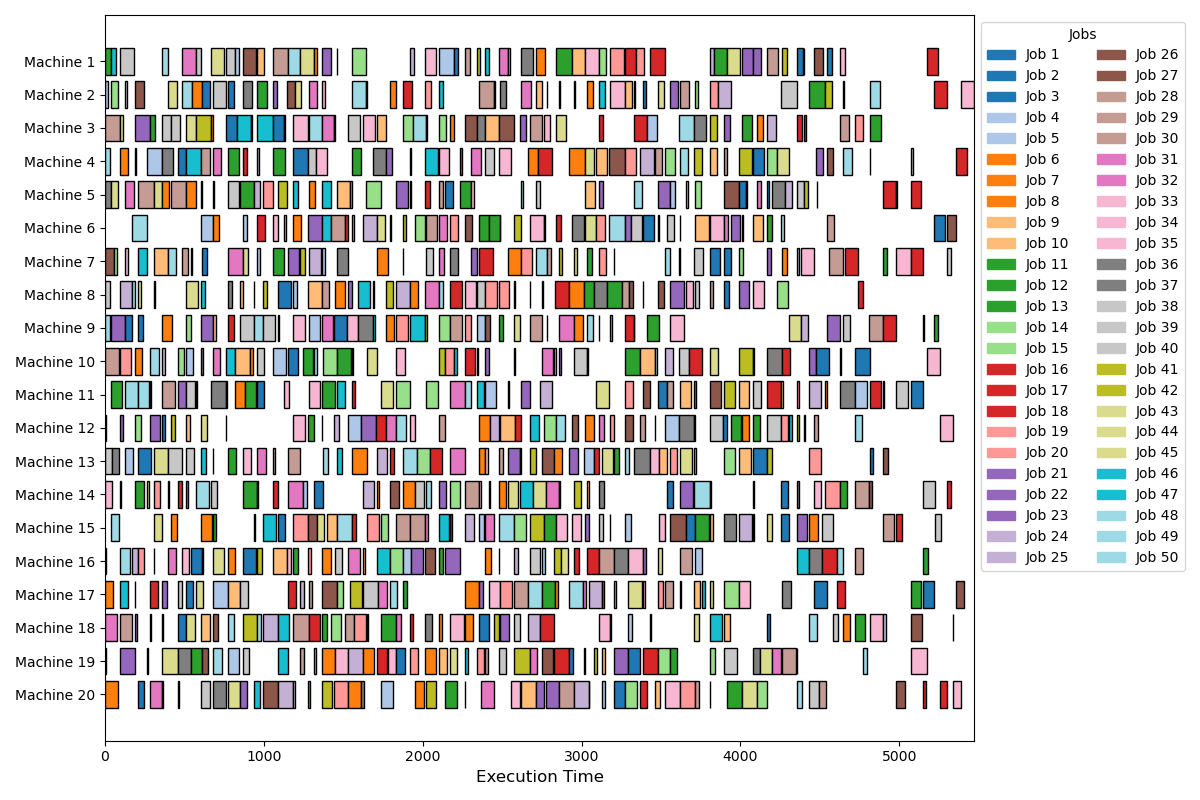 Machine 1
Machine 2
Machine 3
Machine 4
Machine 5
Machine 6
Machine 7
Machine 8
Machine 9
Machine 10
Machine 11
Machine 12
Machine 13
Machine 14
Machine 15
Machine 16
Machine 17
Machine 18
Machine 19
Machine 20
0 1000 2000 3000 4000 5000
Execution Time
Jobs
Job 1
Job 2
Job 3
Job 4
Job 5
Job 6
Job 7
Job 8
Job 9
Job 10
Job 11
Job 12
Job 13
Job 14
Job 15
Job 16
Job 17
Job 18
Job 19
Job 20
Job 21
Job 22
Job 23
Job 24
Job 25
Job 26
Job 27
Job 28
Job 29
Job 30
Job 31
Job 32
Job 33
Job 34
Job 35
Job 36
Job 37
Job 38
Job 39
Job 40
Job 41
Job 42
Job 43
Job 44
Job 45
Job 46
Job 47
Job 48
Job 49
Job 50